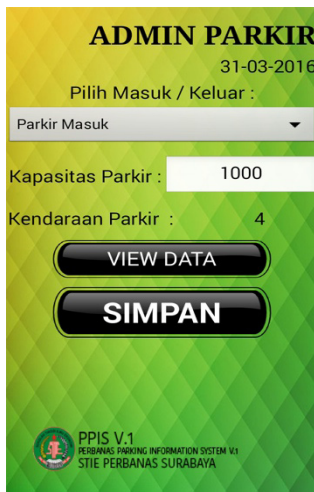 ADMIN PARKIR
31-03-2016
Pilih Masuk / Keluar :
Parkir Masuk
Kapasitas Parkir : 1000
Kendaraan Parkir : 4
VIEW DATA
SIMPAN
PPIS V.1
PERBANAS PARKING INFORMATION SYSTEM V.1
STIE PERBANAS SURABAYA